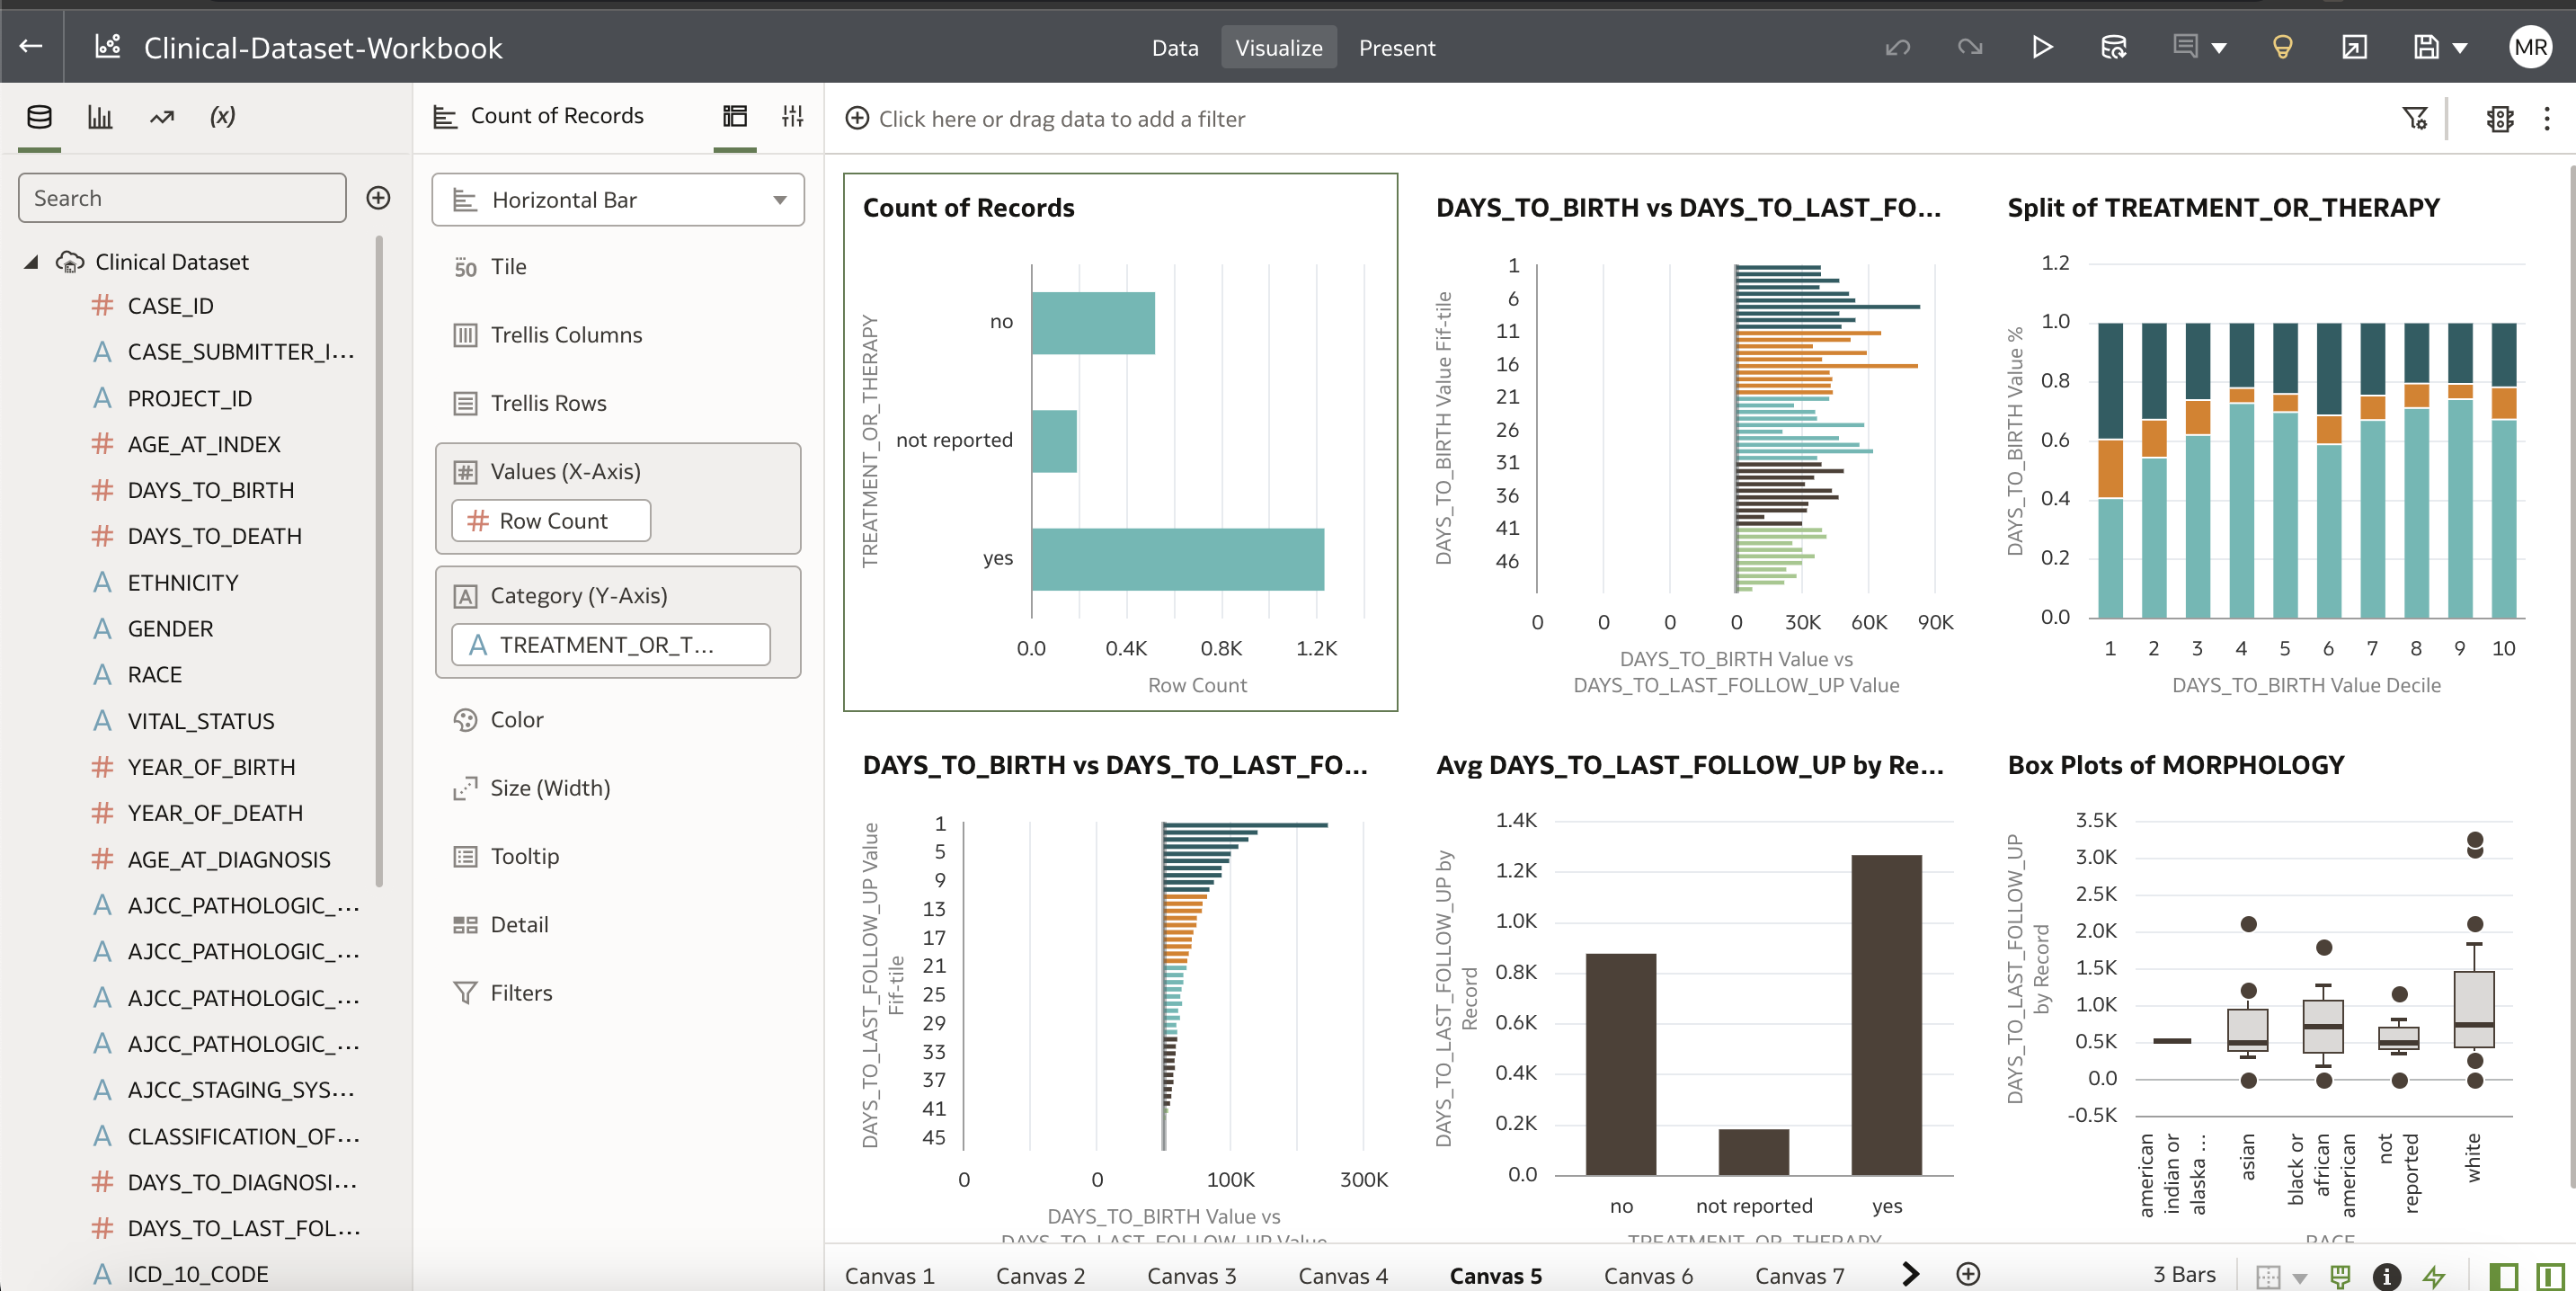 Clinical-Dataset-Workbook
Data
Visualize
Present
MR
(x)
Count of Records
Click here or drag data to add a filter
Search
Clinical Dataset
CASE_ID
CASE_SUBMITTER_I...
PROJECT_ID
AGE_AT_INDEX
DAYS_TO_BIRTH
DAYS_TO_DEATH
ETHNICITY
GENDER
RACE
VITAL_STATUS
YEAR_OF_BIRTH
YEAR_OF_DEATH
AGE_AT_DIAGNOSIS
AJCC_PATHOLOGIC_...
AJCC_PATHOLOGIC_...
AJCC_PATHOLOGIC_...
AJCC_PATHOLOGIC_...
AJCC_STAGING_SYS...
CLASSIFICATION_OF...
DAYS_TO_DIAGNOSI...
DAYS_TO_LAST_FOL...
ICD_10_CODE
Horizontal Bar
50 Tile
Trellis Columns
Trellis Rows
# Values (X-Axis)
# Row Count
A Category (Y-Axis)
A TREATMENT_OR_T...
Color
Size (Width)
Tooltip
Detail
Filters
Count of Records
TREATMENT_OR_THERAPY
no
not reported
yes
0.0 0.4K 0.8K 1.2K
Row Count
DAYS_TO_BIRTH vs DAYS_TO_LAST_FO...
DAYS_TO_BIRTH Value Fif-tile
1
6
11
16
21
26
31
36
41
46
0 0 0 0 30K 60K 90K
DAYS_TO_BIRTH Value vs
DAYS_TO_LAST_FOLLOW_UP Value
Split of TREATMENT_OR_THERAPY
DAYS_TO_BIRTH Value %
1.2
1.0
0.8
0.6
0.4
0.2
0.0
1 2 3 4 5 6 7 8 9 10
DAYS_TO_BIRTH Value Decile
DAYS_TO_BIRTH vs DAYS_TO_LAST_FO...
DAYS_TO_LAST_FOLLOW_UP Value
Fif-tile
1
5
9
13
17
21
25
29
33
37
41
45
0 0 100K 300K
DAYS_TO_BIRTH Value vs
DAYS_TO_LAST_FOLLOW_UP Value
Avg DAYS_TO_LAST_FOLLOW_UP by Re...
DAYS_TO_LAST_FOLLOW_UP by
Record
1.4K
1.2K
1.0K
0.8K
0.6K
0.4K
0.2K
0.0
no not reported yes
TREATMENT_OR_THERAPY
Box Plots of MORPHOLOGY
DAYS_TO_LAST_FOLLOW_UP
by Record
3.5K
3.0K
2.5K
2.0K
1.5K
1.0K
0.5K
0.0
-0.5K
american
indian or
alaska ...
asian
black or
african
american
not
reported
white
RACE
Canvas 1
Canvas 2
Canvas 3
Canvas 4
Canvas 5
Canvas 6
Canvas 7
3 Bars